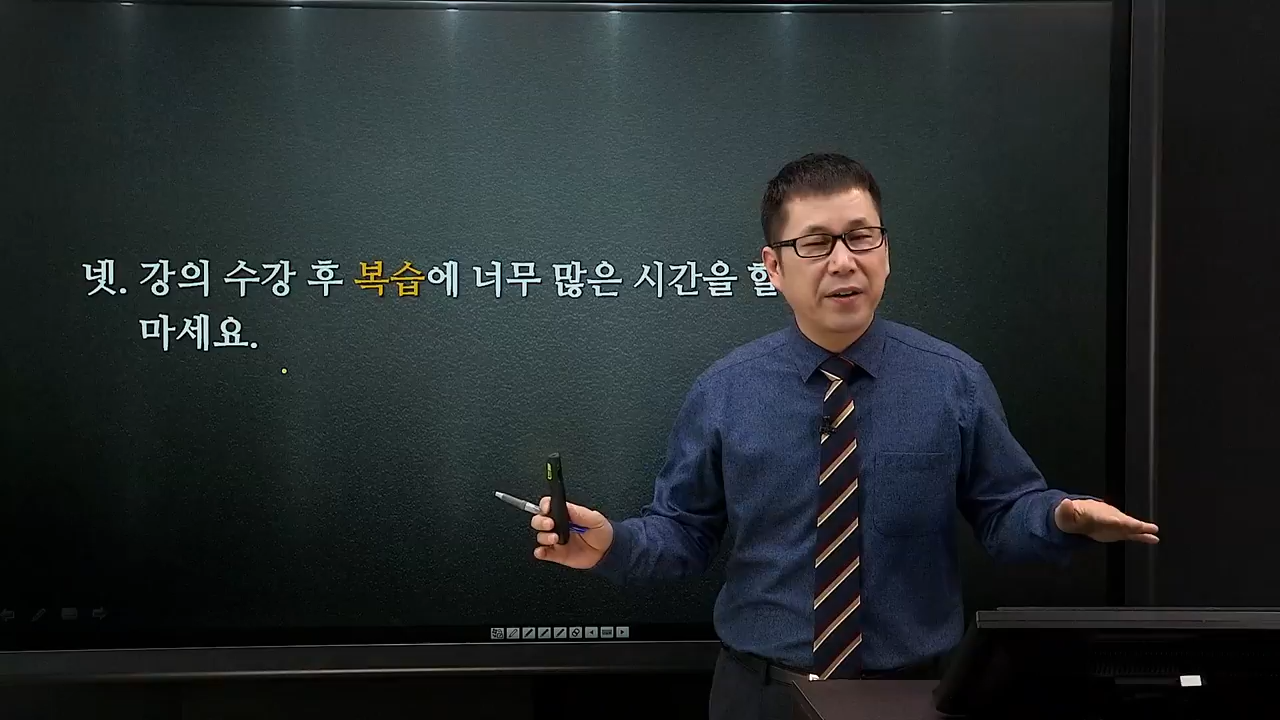 넷. 강의 수강 후 복습에 너무 많은 시간을
마세요.